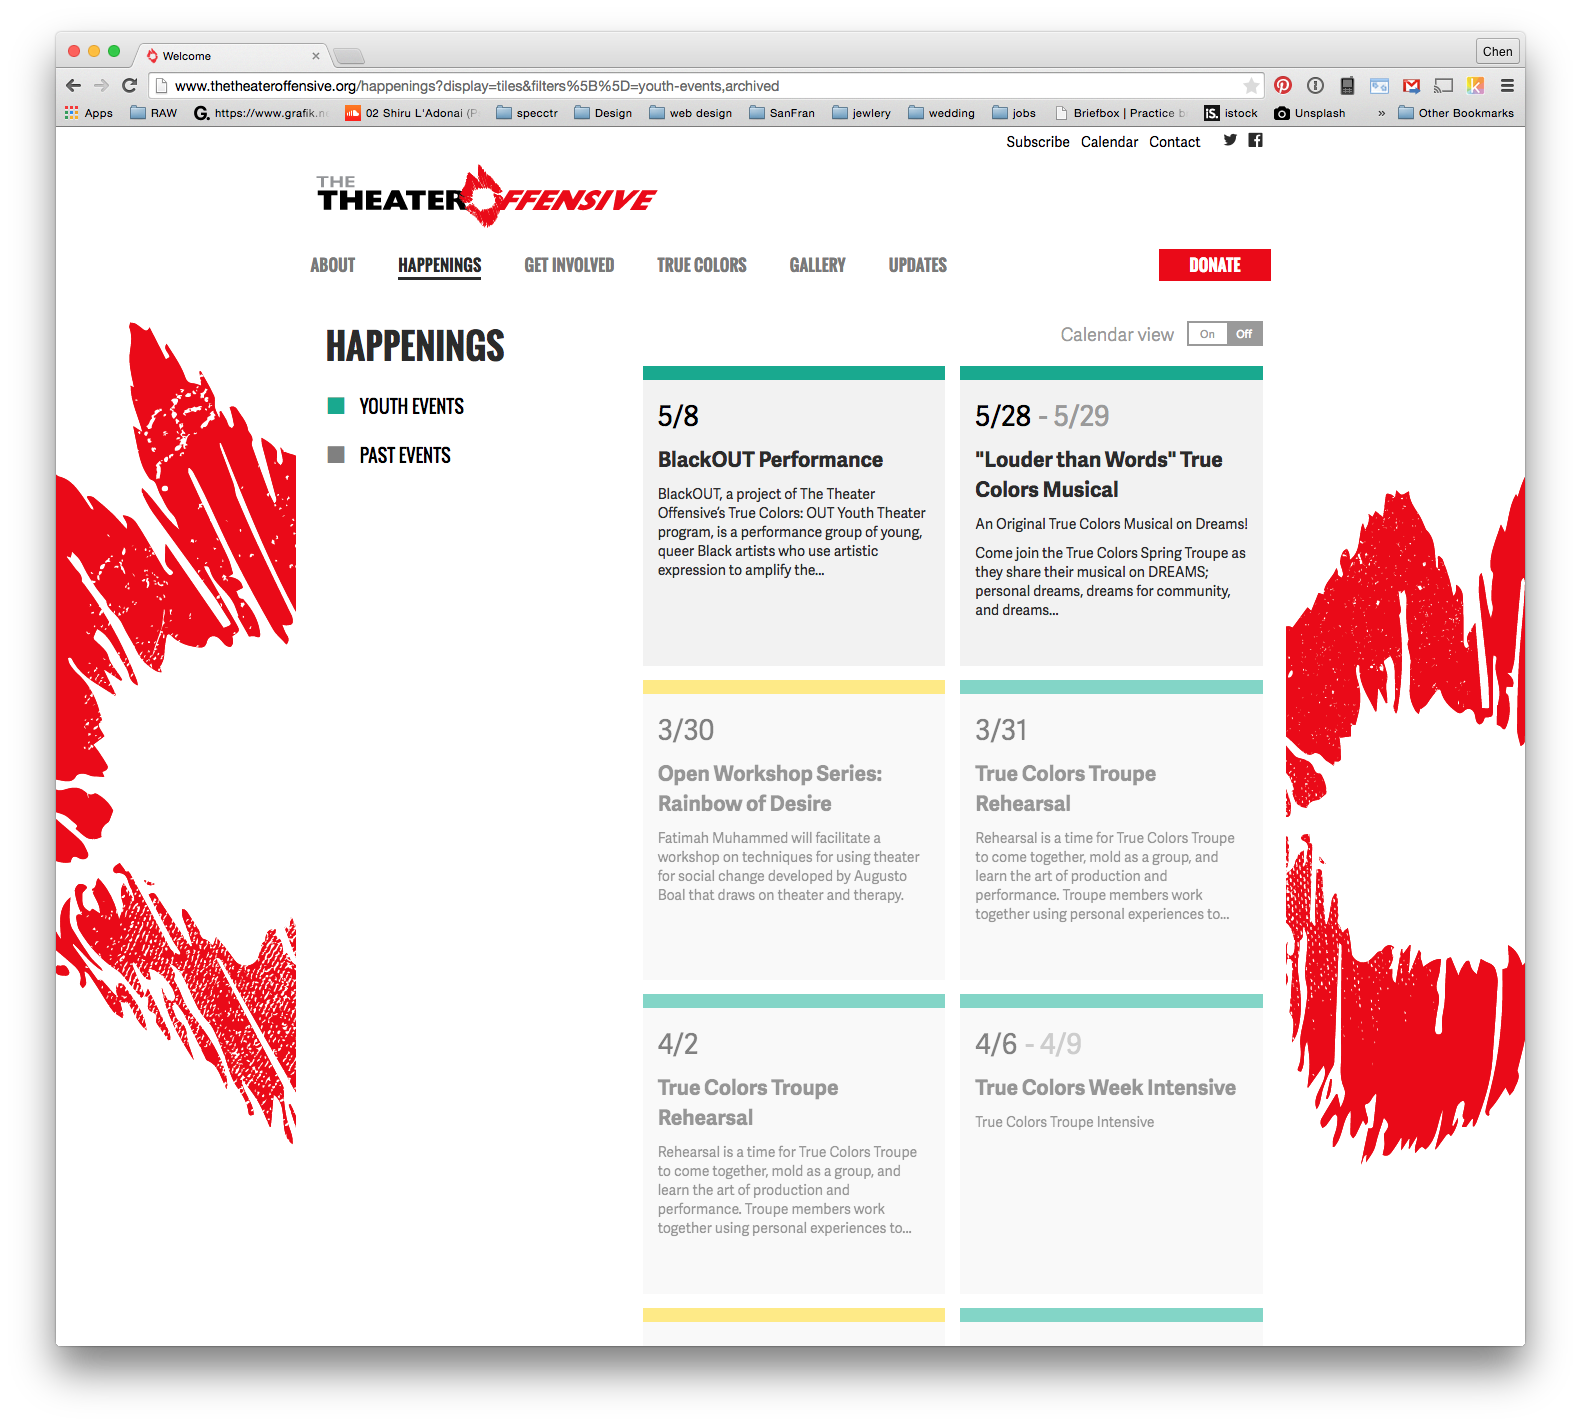 Welcome
Chen
www.thetheateroffensive.org/happenings?display=tiles&filters%5B%5D=youth-events,archived
Apps
RAW
https://www.grafik.ne
02 Shiru L'Adonai (P
specctr
Design
web design
SanFran
jewlery
wedding
jobs
Briefbox | Practice b
istock
Unsplash
»
Other Bookmarks
Subscribe Calendar Contact
THE
THEATER OFFENSIVE
ABOUT HAPPENINGS GET INVOLVED TRUE COLORS GALLERY UPDATES DONATE
HAPPENINGS
YOUTH EVENTS
PAST EVENTS
Calendar view On Off
5/8
BlackOUT Performance
BlackOUT, a project of The Theater
Offensive’s True Colors: OUT Youth Theater
program, is a performance group of young,
queer Black artists who use artistic
expression to amplify the...
5/28 - 5/29
"Louder than Words" True
Colors Musical
An Original True Colors Musical on Dreams!
Come join the True Colors Spring Troupe as
they share their musical on DREAMS;
personal dreams, dreams for community,
and dreams...
3/30
Open Workshop Series:
Rainbow of Desire
Fatimah Muhammed will facilitate a
workshop on techniques for using theater
for social change developed by Augusto
Boal that draws on theater and therapy.
3/31
True Colors Troupe
Rehearsal
Rehearsal is a time for True Colors Troupe
to come together, mold as a group, and
learn the art of production and
performance. Troupe members work
together using personal experiences to...
4/2
True Colors Troupe
Rehearsal
Rehearsal is a time for True Colors Troupe
to come together, mold as a group, and
learn the art of production and
performance. Troupe members work
together using personal experiences to...
4/6 - 4/9
True Colors Week Intensive
True Colors Troupe Intensive